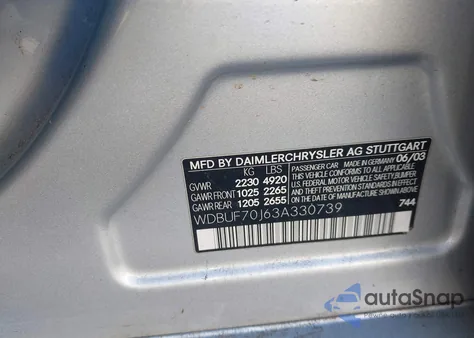 MFD BY DAIMLERCHRYSLER AG STUTTGART
KG LBS PASSENGER CAR MADE IN GERMANY 06/03
GVWR 2230 4920 THIS VEHICLE CONFORMS TO ALL APPLICABLE
GAWR FRONT 1025 2265 U.S. FEDERAL MOTOR VEHICLE SAFETY/BUMPER
GAWR REAR 1205 2655 AND THEFT PREVENTION STANDARDS IN EFFECT
ON THE DATE OF MANUFACTURE SHOWN ABOVE.
WDBUF70J63A330739 744
autoSnap